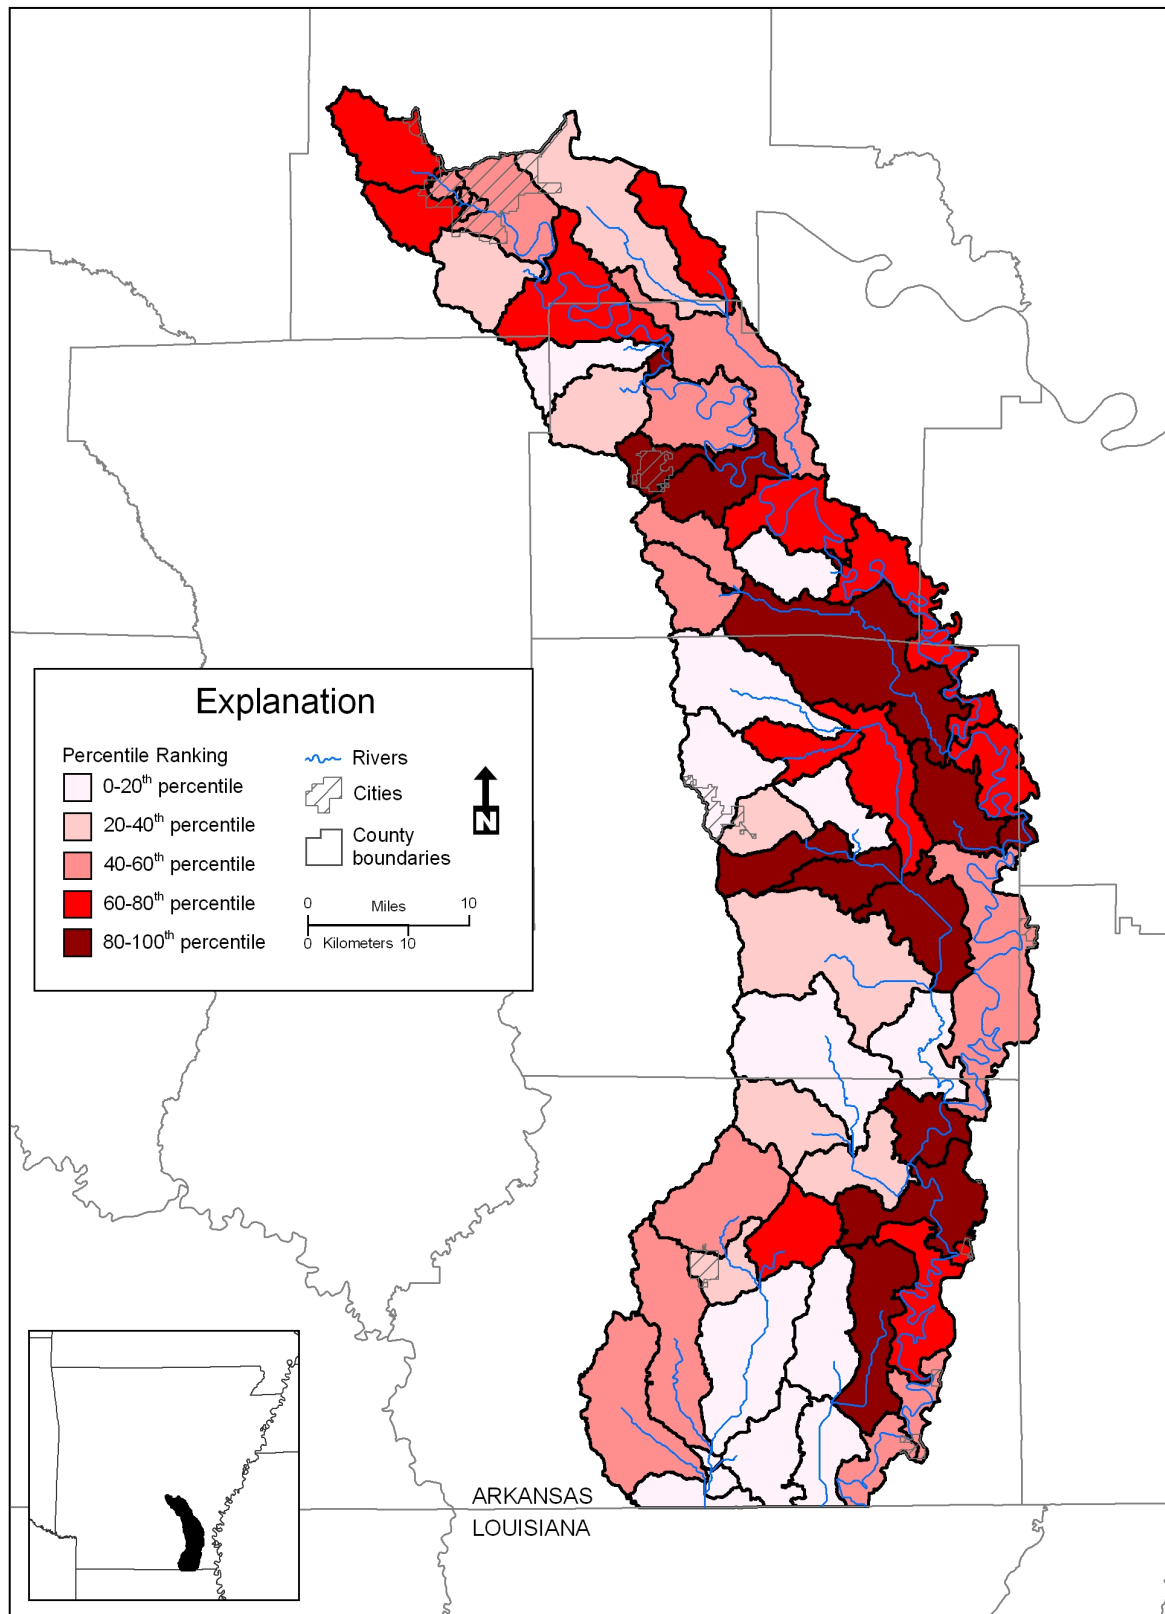 Explanation
Percentile Ranking
0-20th percentile
20-40th percentile
40-60th percentile
60-80th percentile
80-100th percentile
Rivers
Cities
County
boundaries
N
0 Miles 10
0 Kilometers 10
ARKANSAS
LOUISIANA